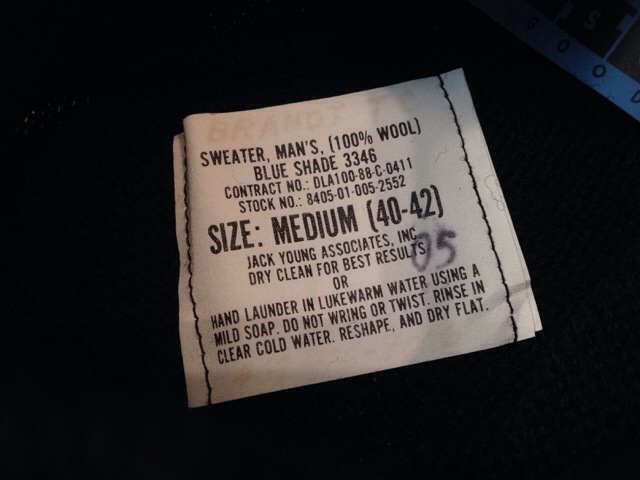 BRANDT T S
SWEATER, MAN'S, (100% WOOL)
BLUE SHADE 3346
CONTRACT NO.: DLA100-88-C-0411
STOCK NO.: 8405-01-005-2552
SIZE: MEDIUM (40-42)
JACK YOUNG ASSOCIATES, INC.
05
DRY CLEAN FOR BEST RESULTS
OR
HAND LAUNDER IN LUKEWARM WATER USING A
MILD SOAP. DO NOT WRING OR TWIST. RINSE IN
CLEAR COLD WATER. RESHAPE, AND DRY FLAT.
GOOD